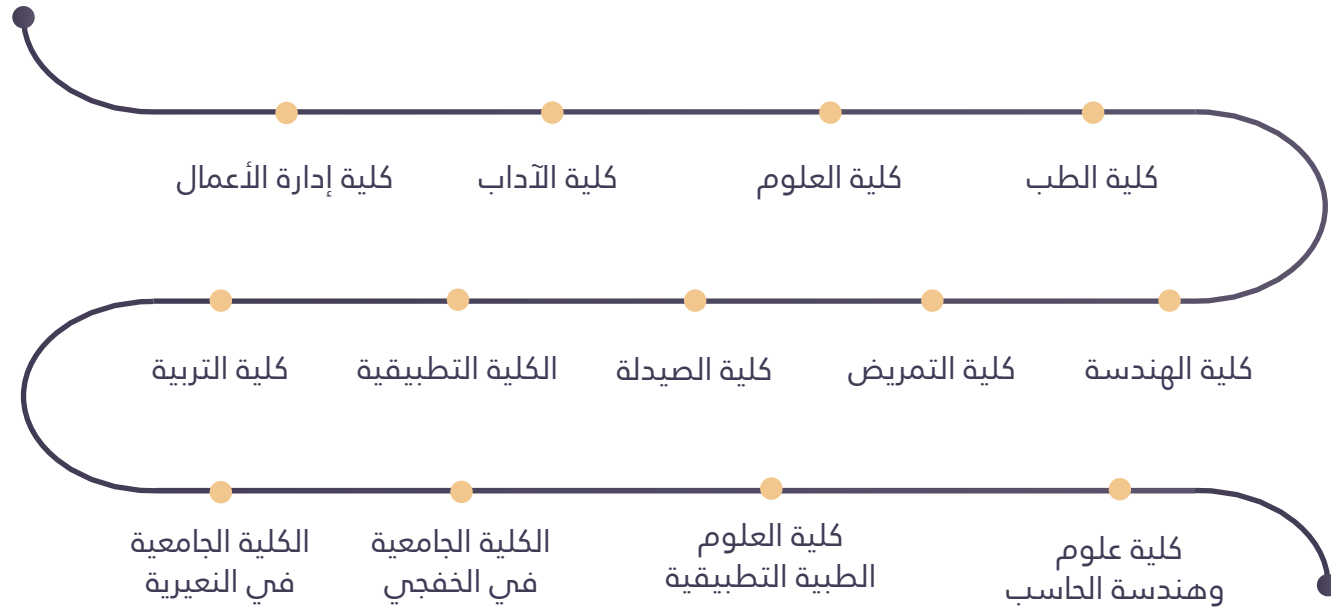 كلية الطب
كلية العلوم
كلية الآداب
كلية إدارة الأعمال
كلية الهندسة
كلية التمريض
كلية الصيدلة
الكلية التطبيقية
كلية التربية
كلية علوم
وهندسة الحاسب
كلية العلوم
الطبية التطبيقية
الكلية الجامعية
في الخفجي
الكلية الجامعية
في النعيرية